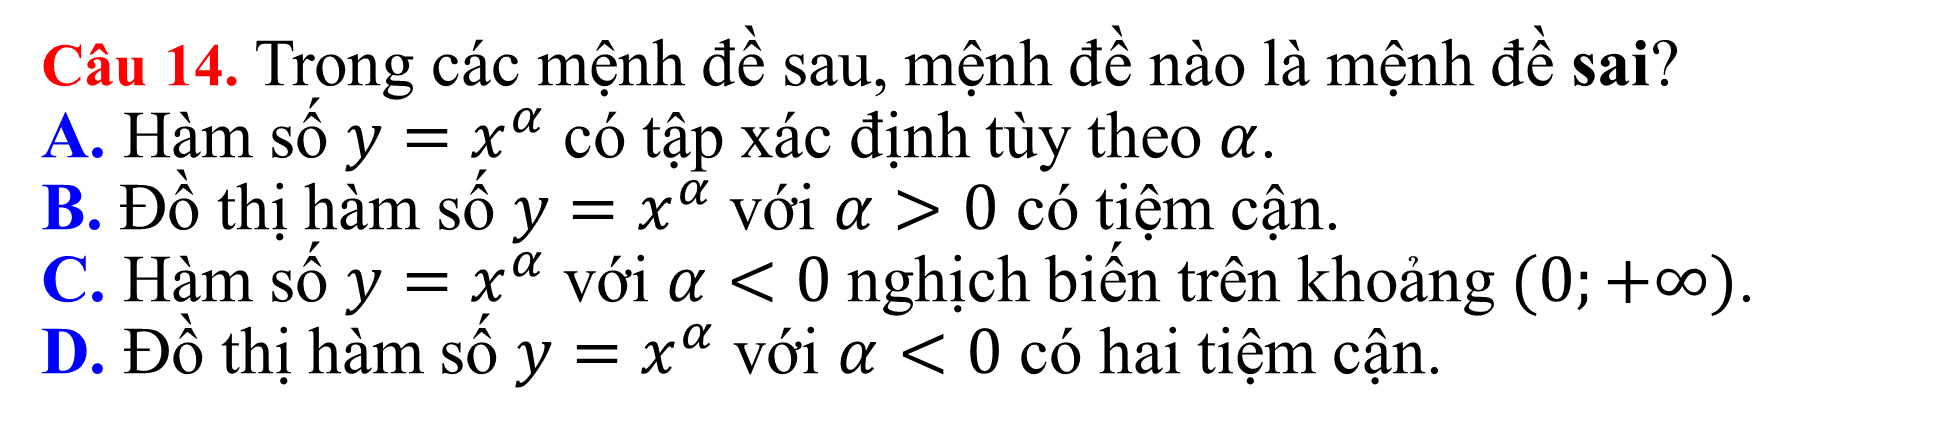 Câu 14. Trong các mệnh đề sau, mệnh đề nào là mệnh đề sai?
A. Hàm số y = x^α có tập xác định tùy theo α.
B. Đồ thị hàm số y = x^α với α > 0 có tiệm cận.
C. Hàm số y = x^α với α < 0 nghịch biến trên khoảng (0; +∞).
D. Đồ thị hàm số y = x^α với α < 0 có hai tiệm cận.